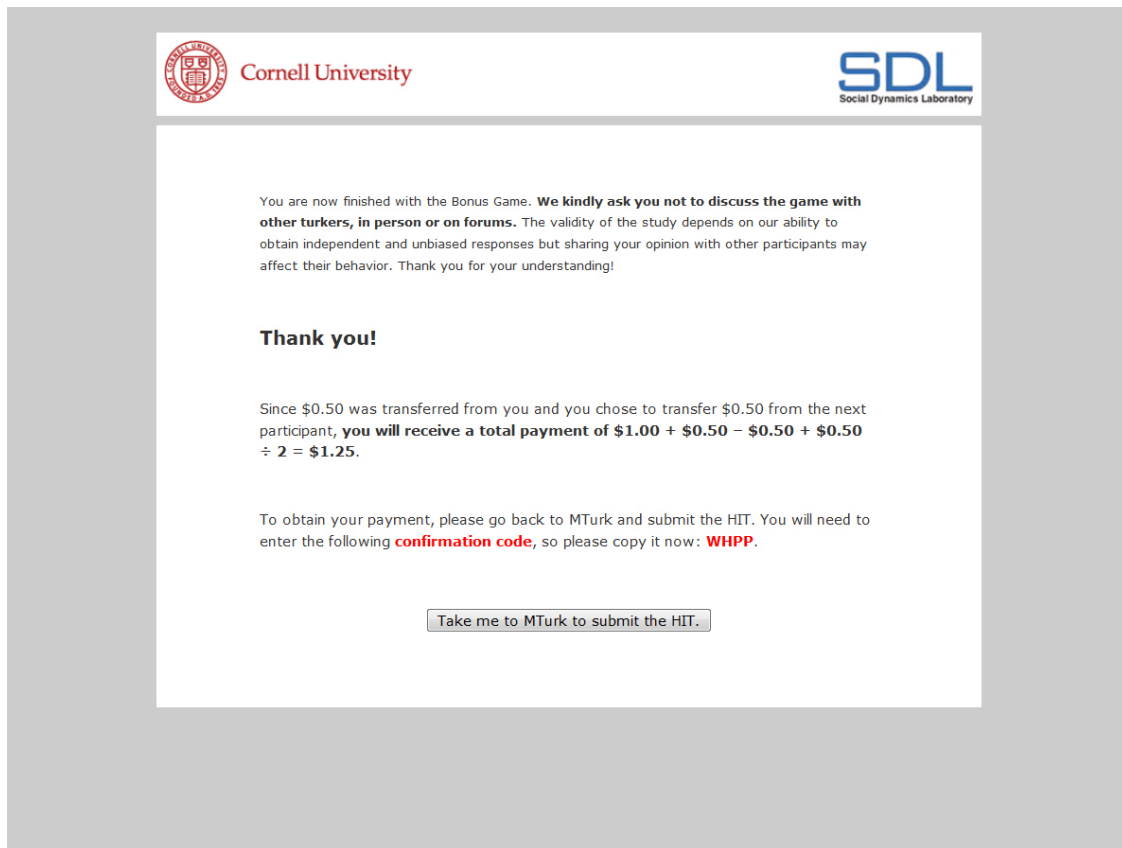 Cornell University
SDL
Social Dynamics Laboratory
You are now finished with the Bonus Game. We kindly ask you not to discuss the game with
other turkers, in person or on forums. The validity of the study depends on our ability to
obtain independent and unbiased responses but sharing your opinion with other participants may
affect their behavior. Thank you for your understanding!
Thank you!
Since $0.50 was transferred from you and you chose to transfer $0.50 from the next
participant, you will receive a total payment of $1.00 + $0.50 − $0.50 + $0.50
÷ 2 = $1.25.
To obtain your payment, please go back to MTurk and submit the HIT. You will need to
enter the following confirmation code, so please copy it now: WHPP.
Take me to MTurk to submit the HIT.